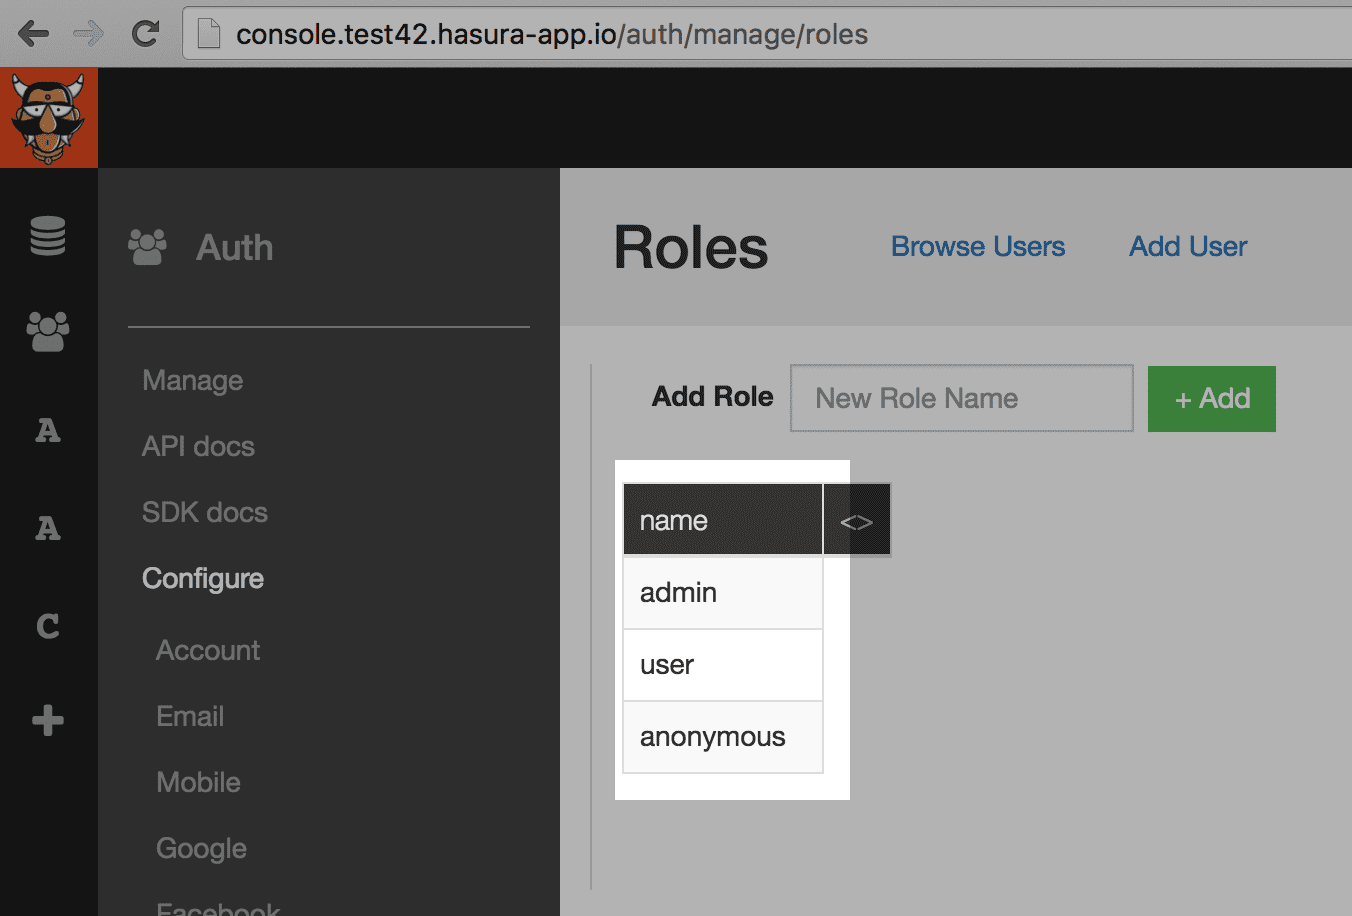 console.test42.hasura-app.io/auth/manage/roles
Auth
Manage
API docs
SDK docs
Configure
Account
Email
Mobile
Google
Facebook
A
A
C
Roles
Browse Users
Add User
Add Role
New Role Name
+ Add
name
<>
admin
user
anonymous